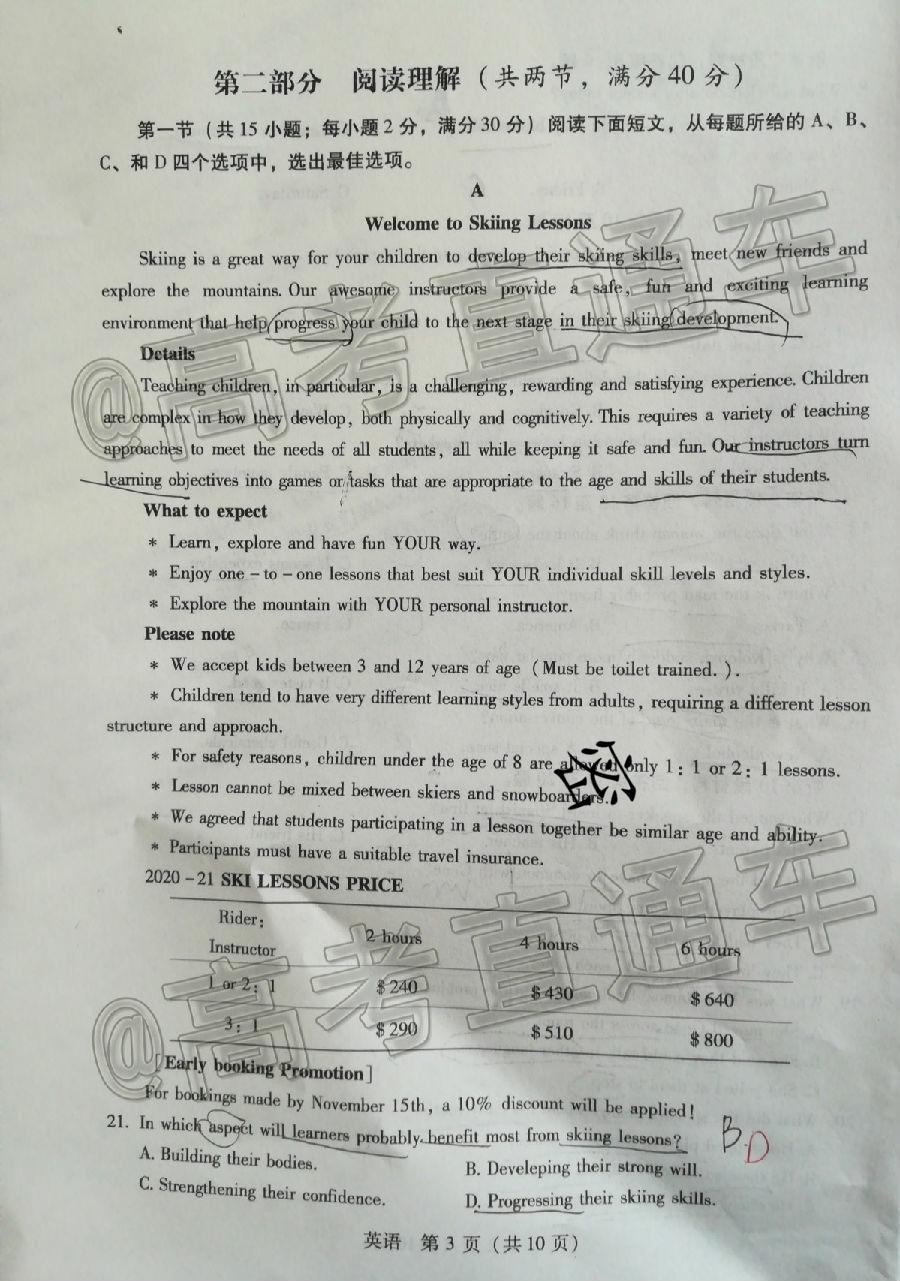 第二部分 阅读理解(共两节,满分40分)
第一节(共15小题;每小题2分,满分30分)阅读下面短文,从每题所给的A、B、
C、和D四个选项中,选出最佳选项。
A
Welcome to Skiing Lessons
Skiing is a great way for your children to develop their skiing skills, meet new friends and
explore the mountains. Our awesome instructors provide a safe, fun and exciting learning
environment that help progress your child to the next stage in their skiing development.
Details
Teaching children, in particular, is a challenging, rewarding and satisfying experience. Children
are complex in how they develop, both physically and cognitively. This requires a variety of teaching
approaches to meet the needs of all students, all while keeping it safe and fun. Our instructors turn
learning objectives into games or tasks that are appropriate to the age and skills of their students.
What to expect
* Learn, explore and have fun YOUR way.
* Enjoy one-to-one lessons that best suit YOUR individual skill levels and styles.
* Explore the mountain with YOUR personal instructor.
Please note
* We accept kids between 3 and 12 years of age (Must be toilet trained.).
* Children tend to have very different learning styles from adults, requiring a different lesson
structure and approach.
* For safety reasons, children under the age of 8 are allowed only 1:1 or 2:1 lessons.
密
* Lesson cannot be mixed between skiers and snowboarders.
* We agreed that students participating in a lesson together be similar age and ability.
* Participants must have a suitable travel insurance.
2020-21 SKI LESSONS PRICE
Rider:
Instructor 2 hours 4 hours 6 hours
1 or 2:1 $240 $430 $640
3:1 $290 $510 $800
[Early booking Promotion]
For bookings made by November 15th, a 10% discount will be applied!
21. In which aspect will learners probably benefit most from skiing lessons? B D
A. Building their bodies. B. Develeping their strong will.
C. Strengthening their confidence. D. Progressing their skiing skills.
英语 第3页(共10页)
@高考直通车
@高考直通车